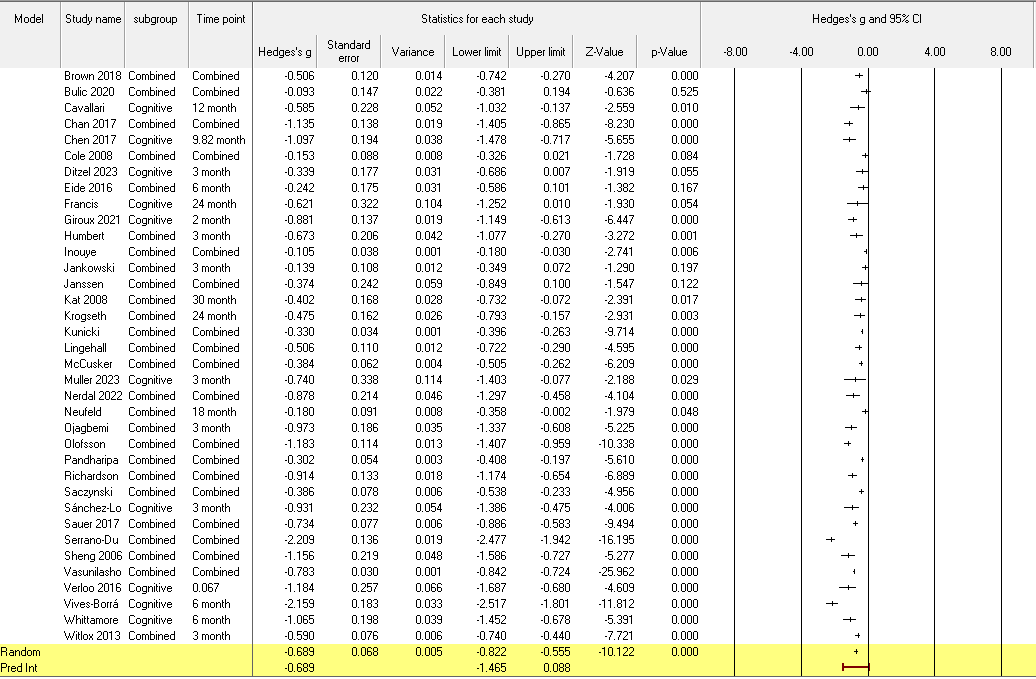 Model Study name subgroup Time point Statistics for each study Hedges's g and 95% CI
Hedges's g Standard error Variance Lower limit Upper limit Z-Value p-Value -8.00 -4.00 0.00 4.00 8.00
Brown 2018 Combined Combined -0.506 0.120 0.014 -0.742 -0.270 -4.207 0.000
Bulic 2020 Combined Combined -0.093 0.147 0.022 -0.381 0.194 -0.636 0.525
Cavallari Cognitive 12 month -0.585 0.228 0.052 -1.032 -0.137 -2.559 0.010
Chan 2017 Combined Combined -1.135 0.138 0.019 -1.405 -0.865 -8.230 0.000
Chen 2017 Cognitive 9.82 month -1.097 0.194 0.038 -1.478 -0.717 -5.655 0.000
Cole 2008 Combined Combined -0.153 0.088 0.008 -0.326 0.021 -1.728 0.084
Ditzel 2023 Cognitive 3 month -0.339 0.177 0.031 -0.686 0.007 -1.919 0.055
Eide 2016 Combined 6 month -0.242 0.175 0.031 -0.586 0.101 -1.382 0.167
Francis Cognitive 24 month -0.621 0.322 0.104 -1.252 0.010 -1.930 0.054
Giroux 2021 Cognitive 2 month -0.881 0.137 0.019 -1.149 -0.613 -6.447 0.000
Humbert Combined 3 month -0.673 0.206 0.042 -1.077 -0.270 -3.272 0.001
Inouye Combined Combined -0.105 0.038 0.001 -0.180 -0.030 -2.741 0.006
Jankowski Combined 3 month -0.139 0.108 0.012 -0.349 0.072 -1.290 0.197
Janssen Combined Combined -0.374 0.242 0.059 -0.849 0.100 -1.547 0.122
Kat 2008 Combined 30 month -0.402 0.168 0.028 -0.732 -0.072 -2.391 0.017
Krogseth Combined 24 month -0.475 0.162 0.026 -0.793 -0.157 -2.931 0.003
Kunicki Combined Combined -0.330 0.034 0.001 -0.396 -0.263 -9.714 0.000
Lingehall Combined Combined -0.506 0.110 0.012 -0.722 -0.290 -4.595 0.000
McCusker Combined Combined -0.384 0.062 0.004 -0.505 -0.262 -6.209 0.000
Muller 2023 Cognitive 3 month -0.740 0.338 0.114 -1.403 -0.077 -2.188 0.029
Nerdal 2022 Combined Combined -0.878 0.214 0.046 -1.297 -0.458 -4.104 0.000
Neufeld Combined 18 month -0.180 0.091 0.008 -0.358 -0.002 -1.979 0.048
Ojagbemi Combined 3 month -0.973 0.186 0.035 -1.337 -0.608 -5.225 0.000
Olofsson Combined Combined -1.183 0.114 0.013 -1.407 -0.959 -10.338 0.000
Pandharipa Combined Combined -0.302 0.054 0.003 -0.408 -0.197 -5.610 0.000
Richardson Combined Combined -0.914 0.133 0.018 -1.174 -0.654 -6.889 0.000
Saczynski Combined Combined -0.386 0.078 0.006 -0.538 -0.233 -4.956 0.000
Sánchez-Lo Cognitive 3 month -0.931 0.232 0.054 -1.386 -0.475 -4.006 0.000
Sauer 2017 Combined Combined -0.734 0.077 0.006 -0.886 -0.583 -9.494 0.000
Serrano-Du Combined Combined -2.209 0.136 0.019 -2.477 -1.942 -16.195 0.000
Sheng 2006 Combined Combined -1.156 0.219 0.048 -1.586 -0.727 -5.277 0.000
Vasunilasho Combined Combined -0.783 0.030 0.001 -0.842 -0.724 -25.962 0.000
Verloo 2016 Cognitive 0.067 -1.184 0.257 0.066 -1.687 -0.680 -4.609 0.000
Vives-Borrá Cognitive 6 month -2.159 0.183 0.033 -2.517 -1.801 -11.812 0.000
Whittamore Cognitive 6 month -1.065 0.198 0.039 -1.452 -0.678 -5.391 0.000
Witlox 2013 Combined 3 month -0.590 0.076 0.006 -0.740 -0.440 -7.721 0.000
Random -0.689 0.068 0.005 -0.822 -0.555 -10.122 0.000
Pred Int -0.689 -1.465 0.088